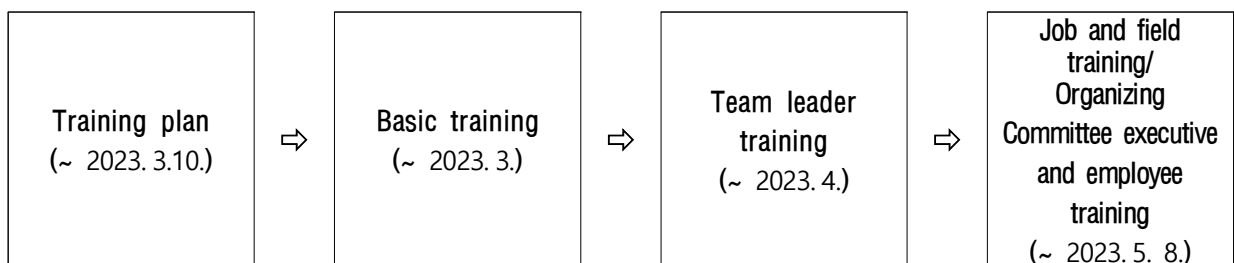 Training plan
(~ 2023. 3.10.)
⇨
Basic training
(~ 2023. 3.)
⇨
Team leader
training
(~ 2023. 4.)
⇨
Job and field
training/
Organizing
Committee executive
and employee
training
(~ 2023. 5. 8.)